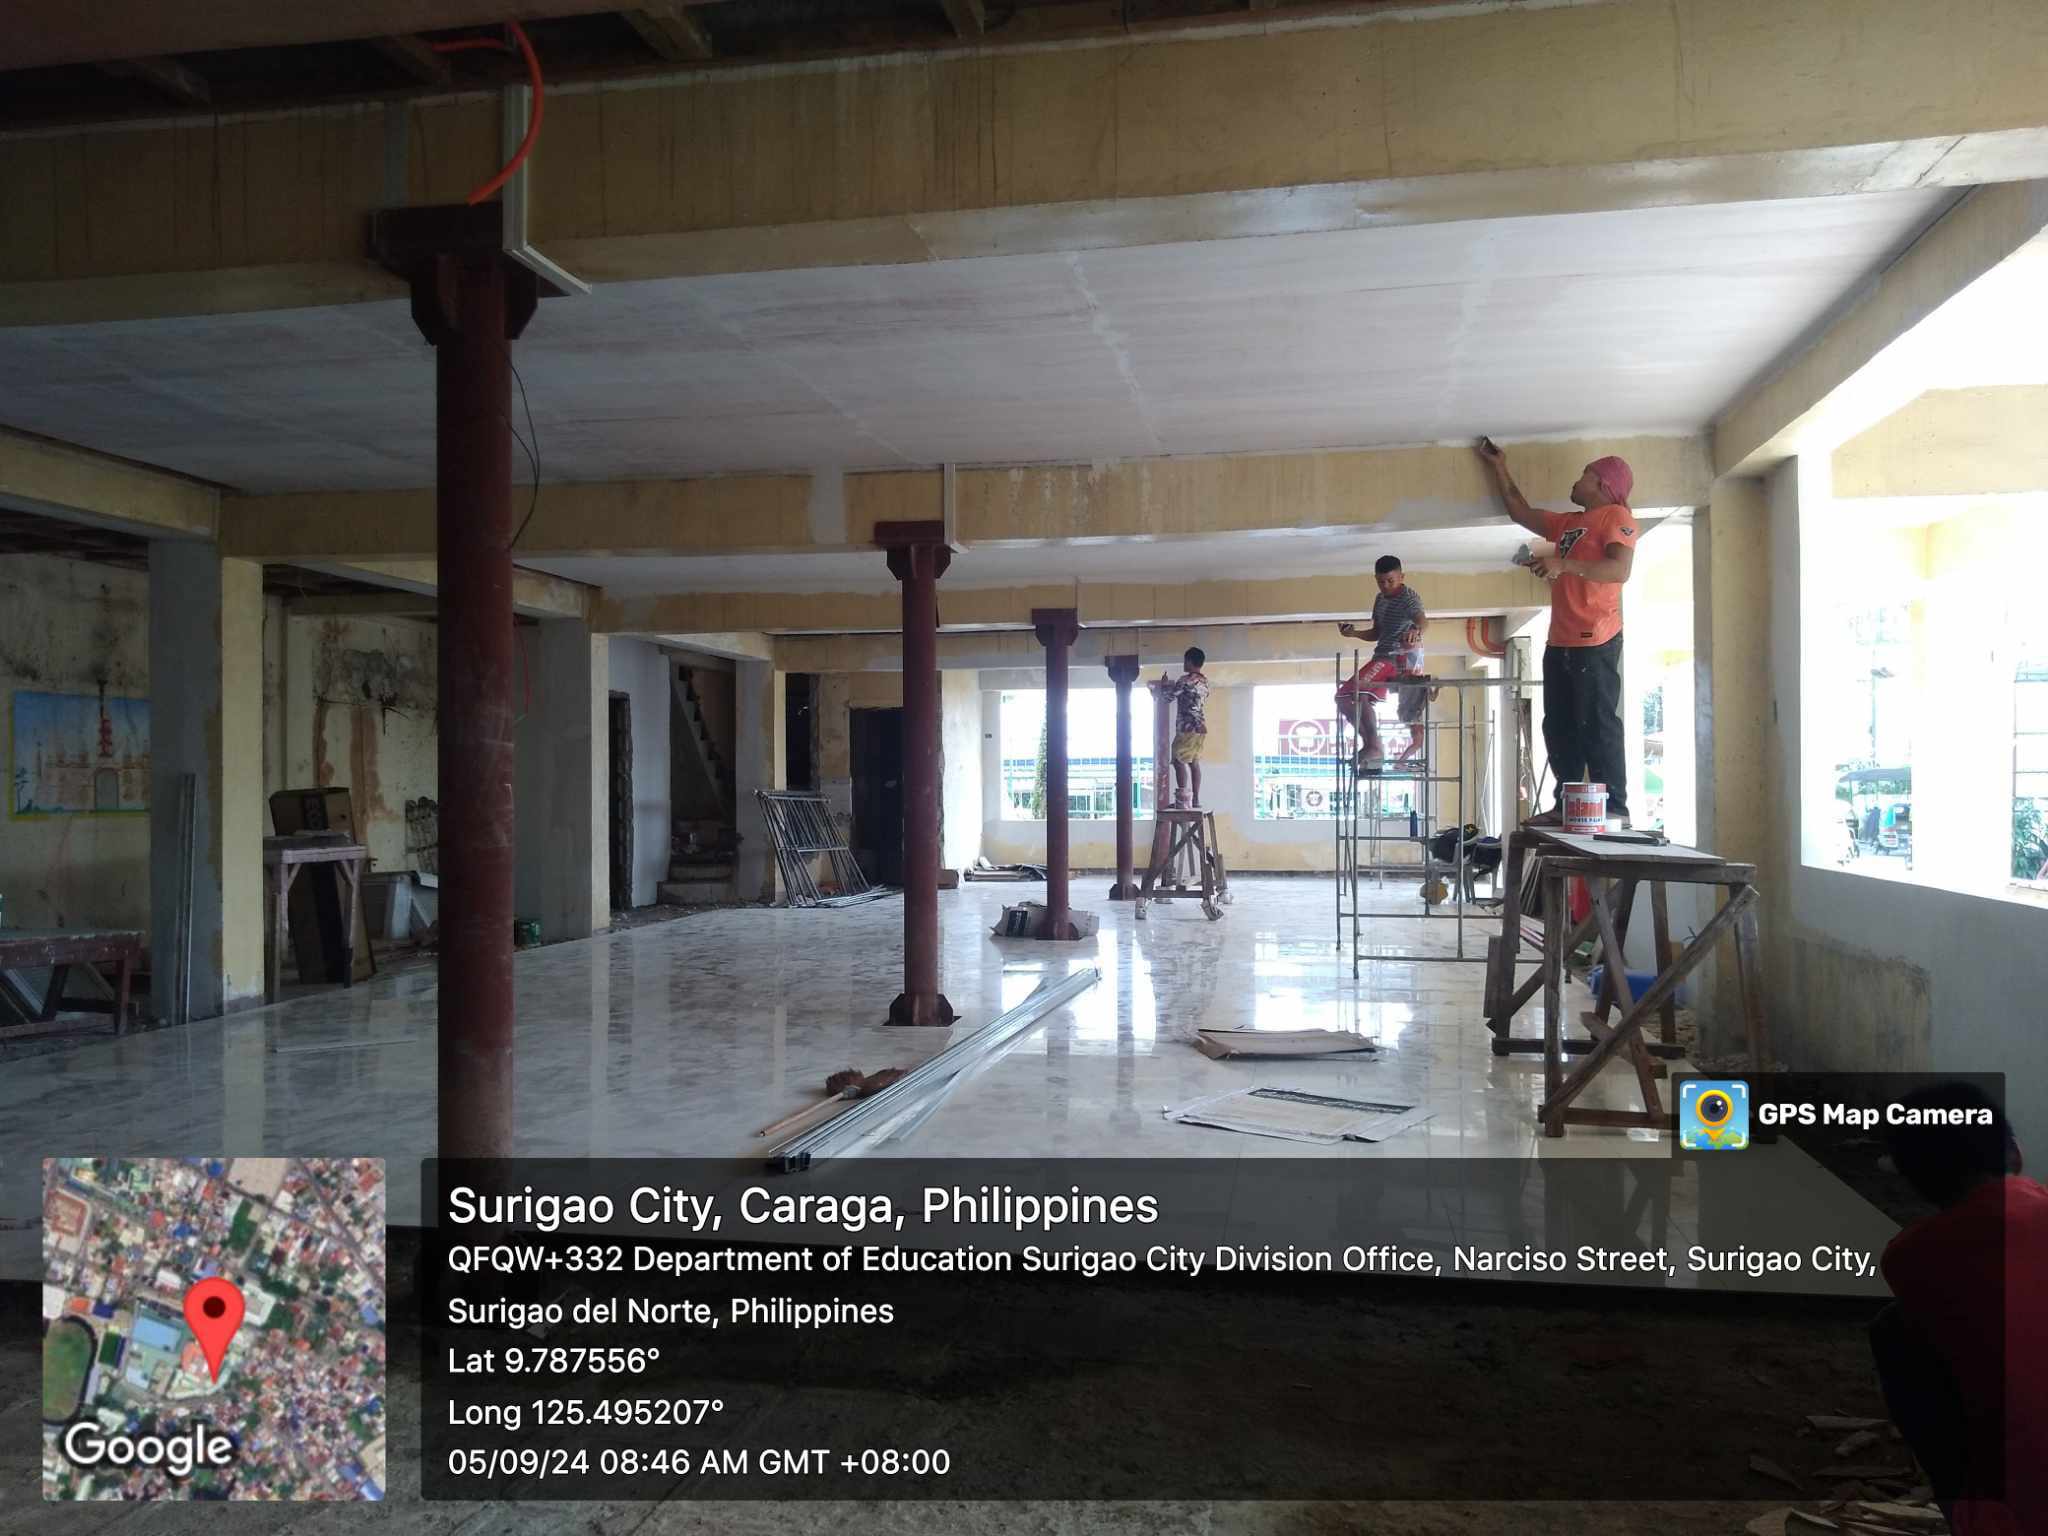 GPS Map Camera
Surigao City, Caraga, Philippines
QFQW+332 Department of Education Surigao City Division Office, Narciso Street, Surigao City,
Surigao del Norte, Philippines
Lat 9.787556°
Long 125.495207°
05/09/24 08:46 AM GMT +08:00
Google